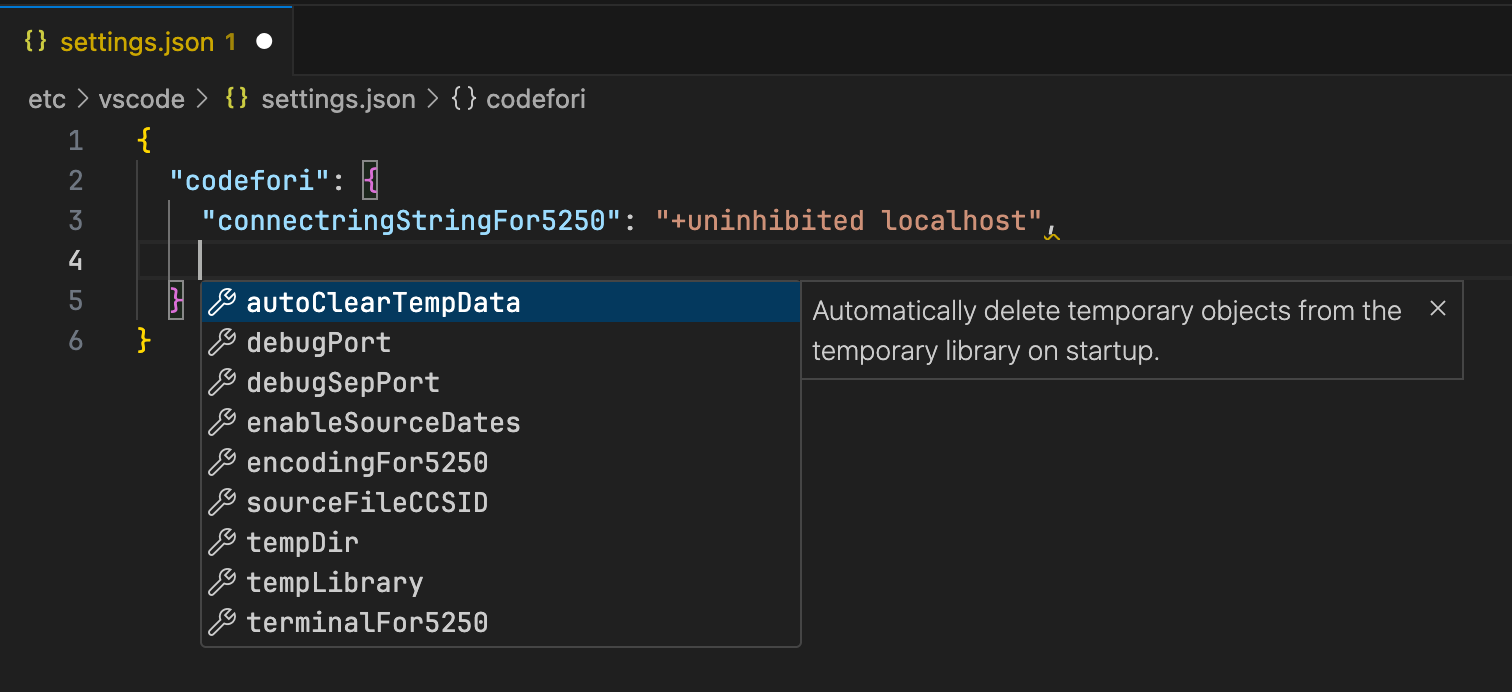 {} settings.json 1
etc > vscode > {} settings.json > {} codefori
1 {
2 "codefori": {
3 "connectringStringFor5250": "+uninhibited localhost",
4
5 }
6 }
autoClearTempData
debugPort
debugSepPort
enableSourceDates
encodingFor5250
sourceFileCCSID
tempDir
tempLibrary
terminalFor5250
Automatically delete temporary objects from the
temporary library on startup.